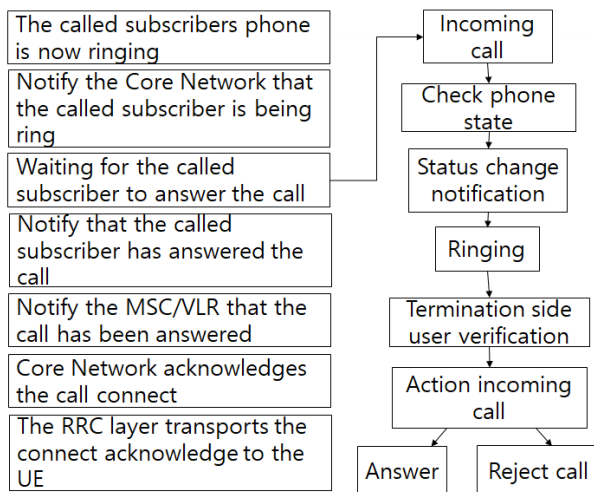 The called subscribers phone
is now ringing
Notify the Core Network that
the called subscriber is being
ring
Waiting for the called
subscriber to answer the call
Notify that the called
subscriber has answered the
call
Notify the MSC/VLR that the
call has been answered
Core Network acknowledges
the call connect
The RRC layer transports the
connect acknowledge to the
UE
Incoming
call
Check phone
state
Status change
notification
Ringing
Termination side
user verification
Action incoming
call
Answer
Reject call